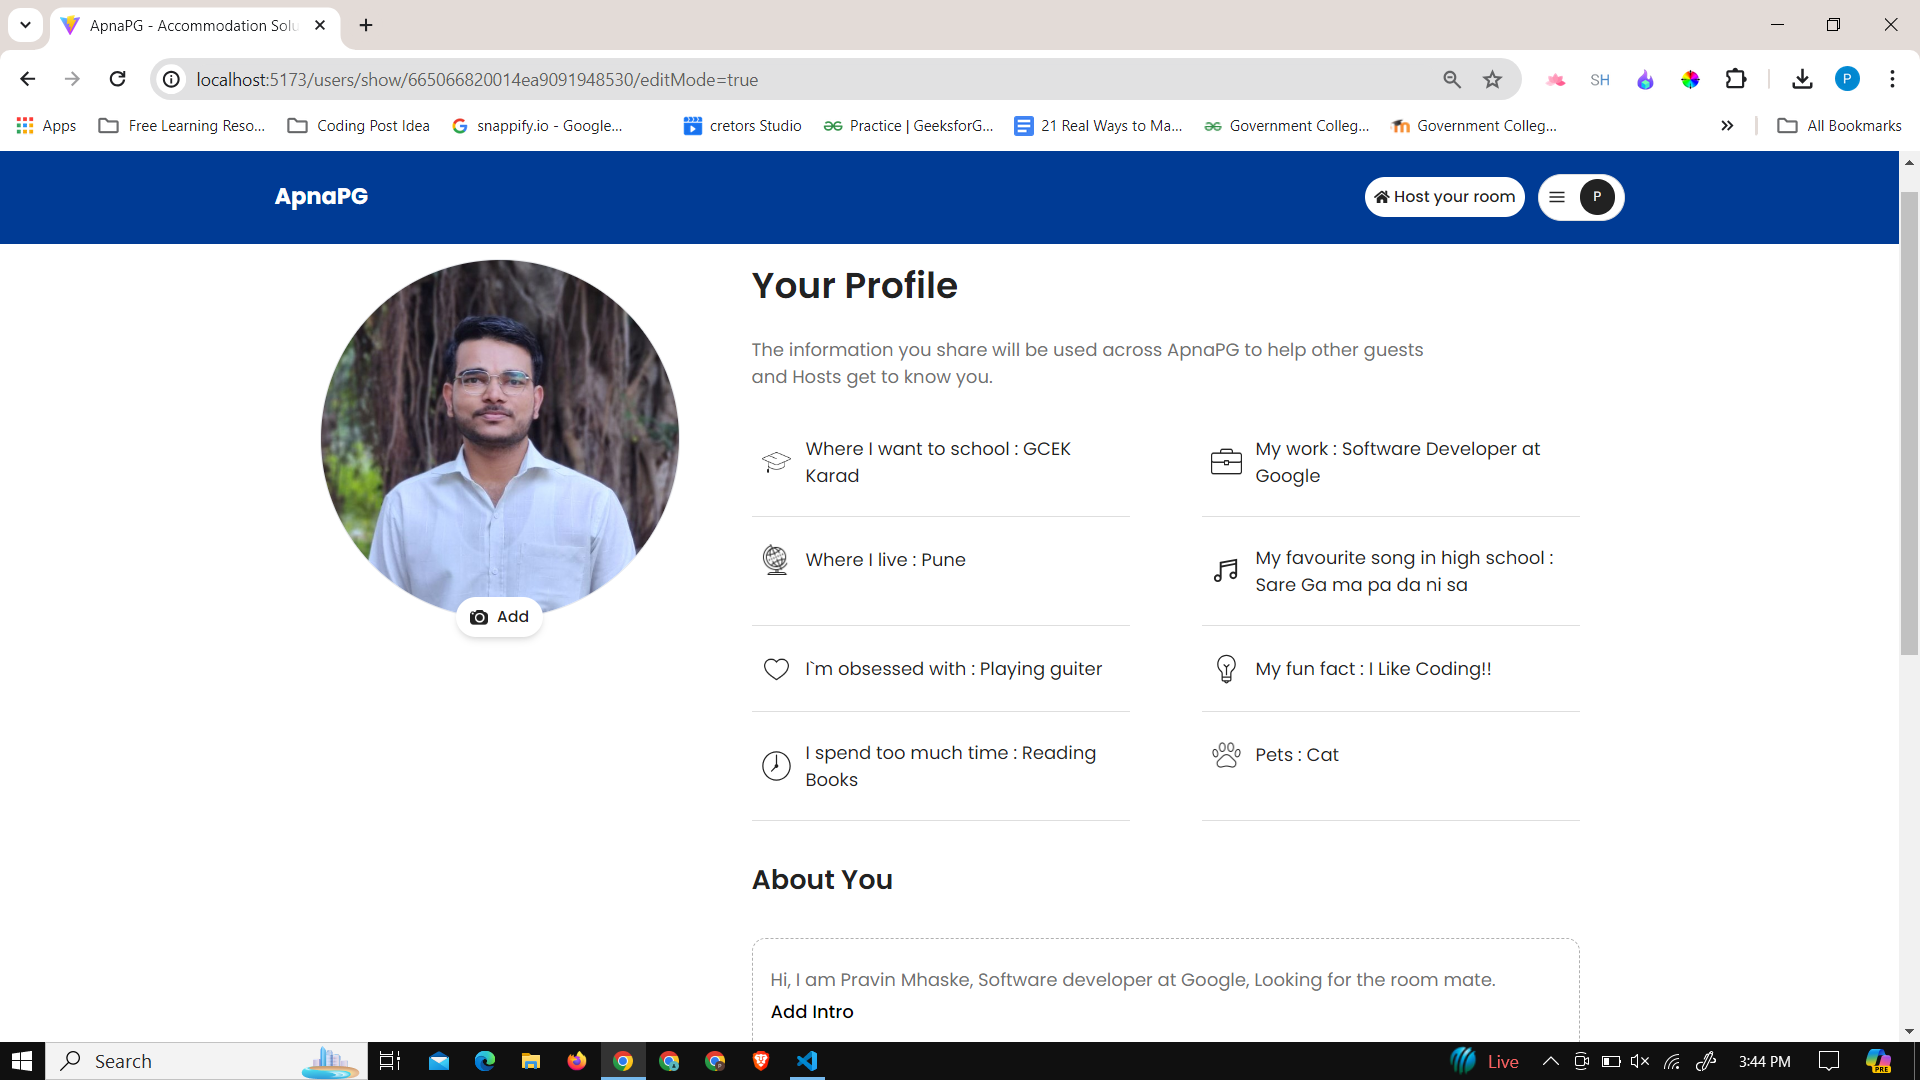 ApnaPG - Accommodation Solu
localhost:5173/users/show/665066820014ea9091948530/editMode=true
SH
P
Apps
Free Learning Reso...
Coding Post Idea
snappify.io - Google...
cretors Studio
Practice | GeeksforG...
21 Real Ways to Ma...
Government Colleg...
Government Colleg...
All Bookmarks
ApnaPG
Host your room
P
Your Profile
The information you share will be used across ApnaPG to help other guests
and Hosts get to know you.
Where I want to school : GCEK
Karad
My work : Software Developer at
Google
Where I live : Pune
My favourite song in high school :
Sare Ga ma pa da ni sa
Add
I`m obsessed with : Playing guiter
My fun fact : I Like Coding!!
I spend too much time : Reading
Books
Pets : Cat
About You
Hi, I am Pravin Mhaske, Software developer at Google, Looking for the room mate.
Add Intro
Search
Live
3:44 PM
PRE